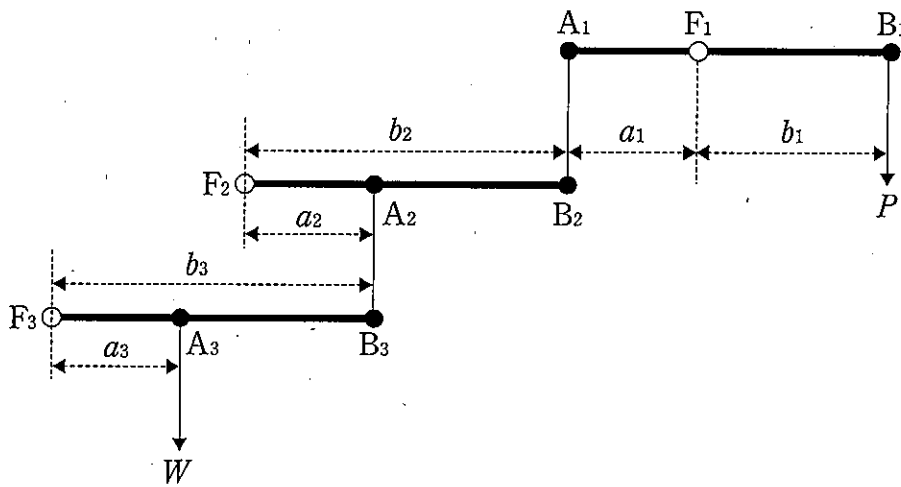 A₁ F₁ B₁
b₂ a₁ b₁
F₂ A₂ B₂ P
a₂
b₃
F₃ A₃ B₃
a₃
W